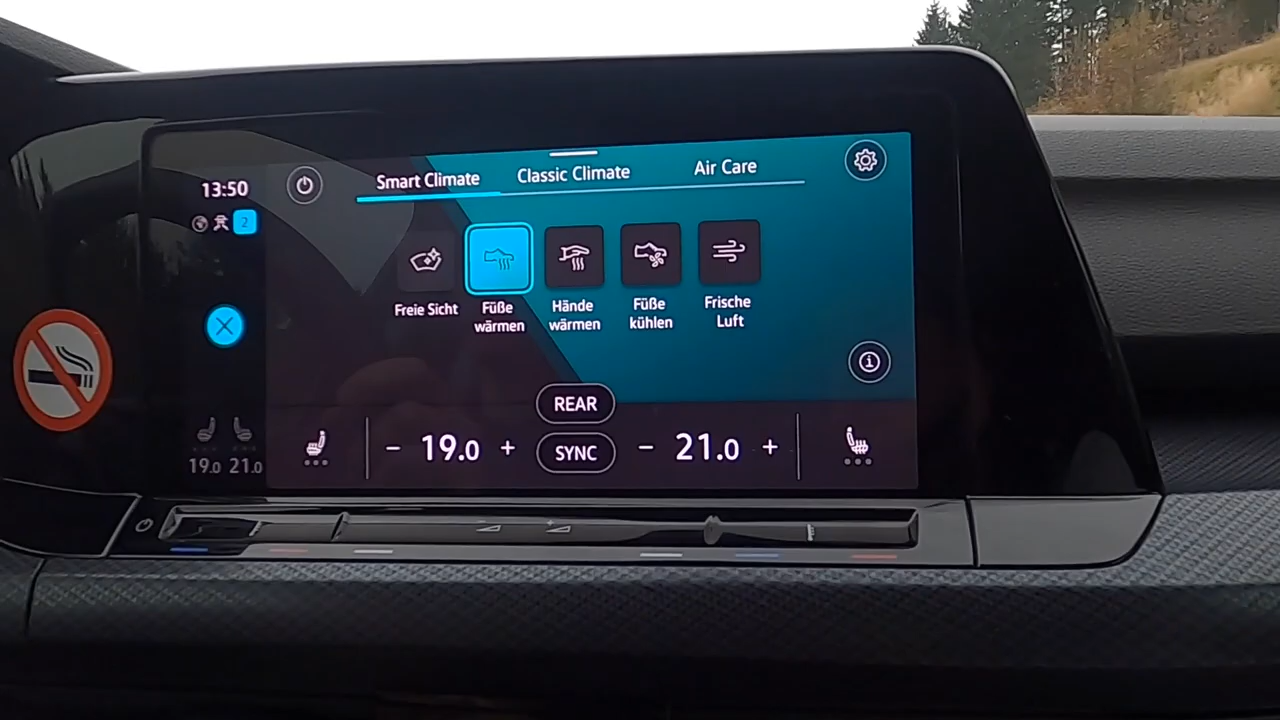 13:50
2
Smart Climate
Classic Climate
Air Care
Freie Sicht
Füße
wärmen
Hände
wärmen
Füße
kühlen
Frische
Luft
REAR
- 19.0 +
SYNC
- 21.0 +
19.0 21.0